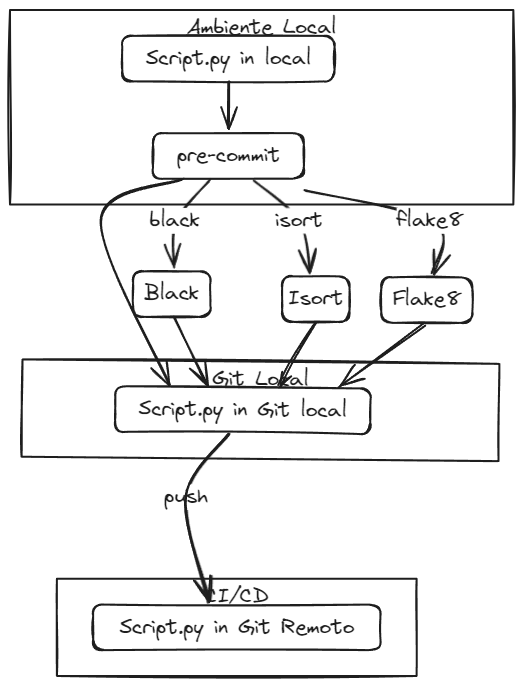 Ambiente Local
Script.py in local
pre-commit
black
isort
flake8
Black
Isort
Flake8
Git Local
Script.py in Git local
push
CI/CD
Script.py in Git Remoto